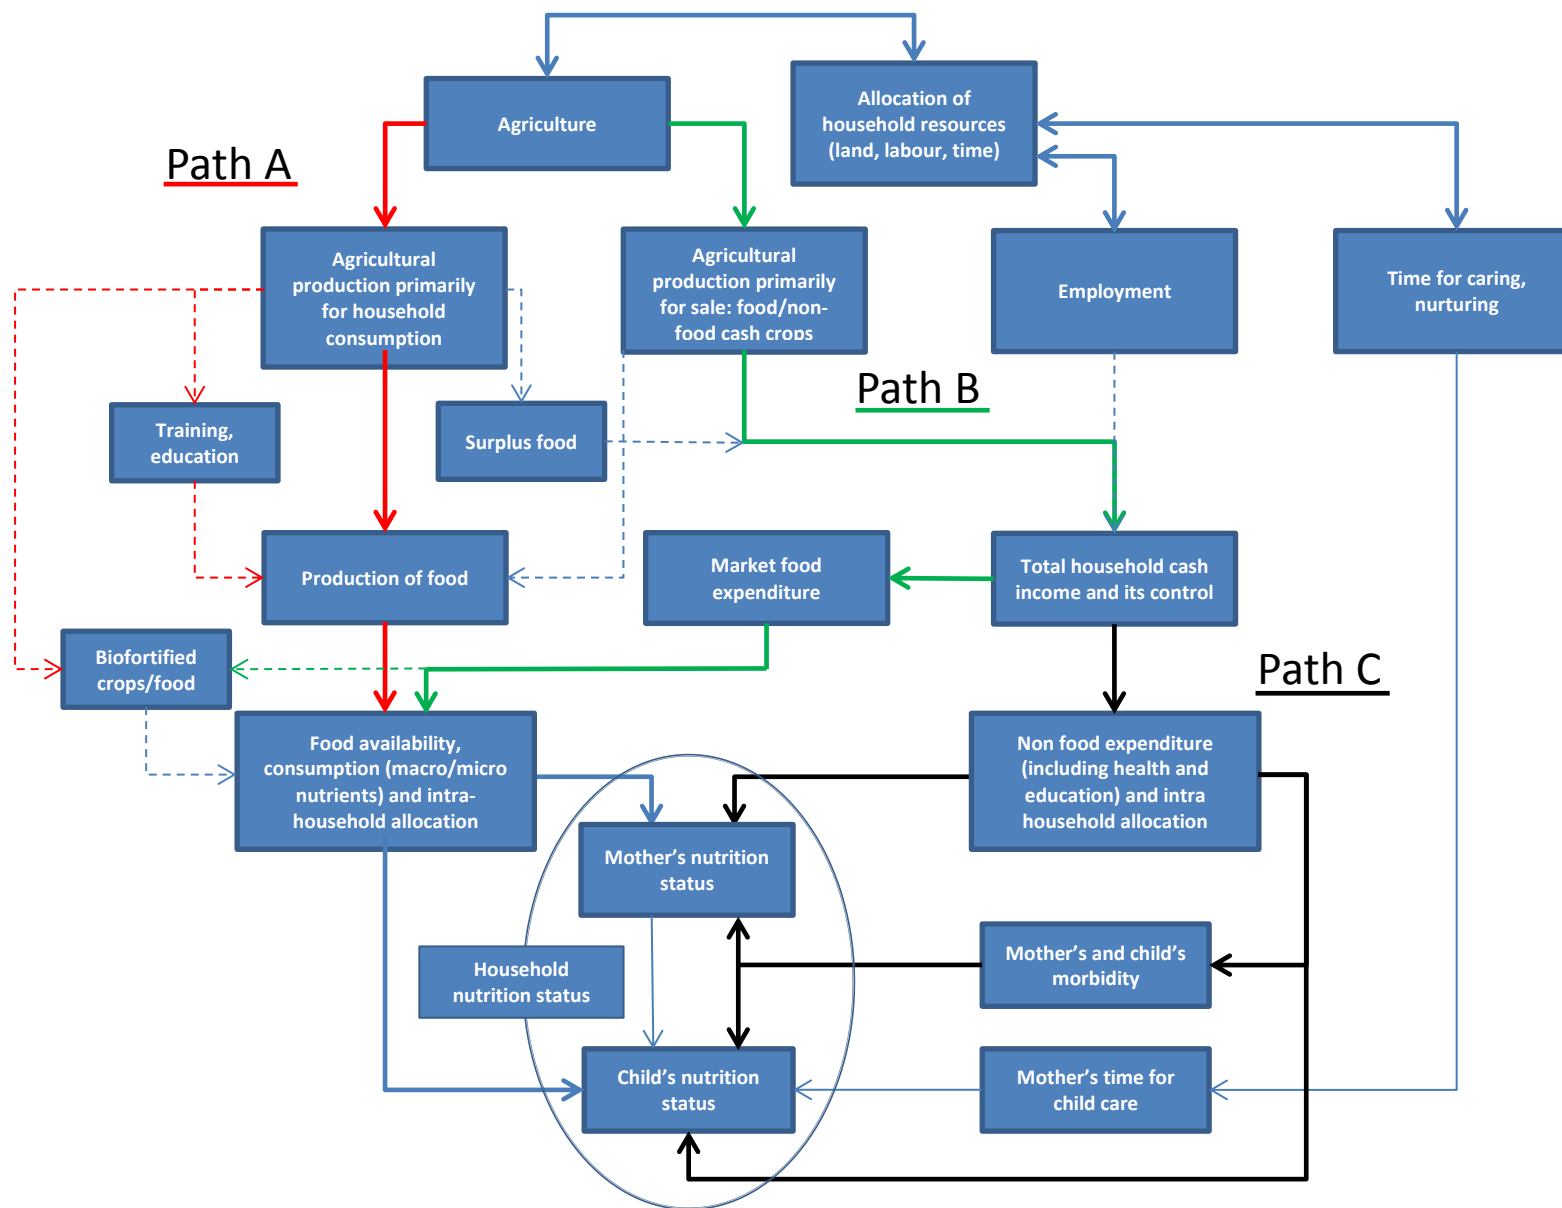 Agriculture
Allocation of
household resources
(land, labour, time)
Path A
Agricultural
production primarily
for household
consumption
Agricultural
production primarily
for sale: food/non-
food cash crops
Employment
Time for caring,
nurturing
Path B
Training,
education
Surplus food
Production of food
Market food
expenditure
Total household cash
income and its control
Biofortified
crops/food
Path C
Food availability,
consumption (macro/micro
nutrients) and intra-
household allocation
Non food expenditure
(including health and
education) and intra
household allocation
Mother’s nutrition
status
Household
nutrition status
Mother’s and child’s
morbidity
Child’s nutrition
status
Mother’s time for
child care